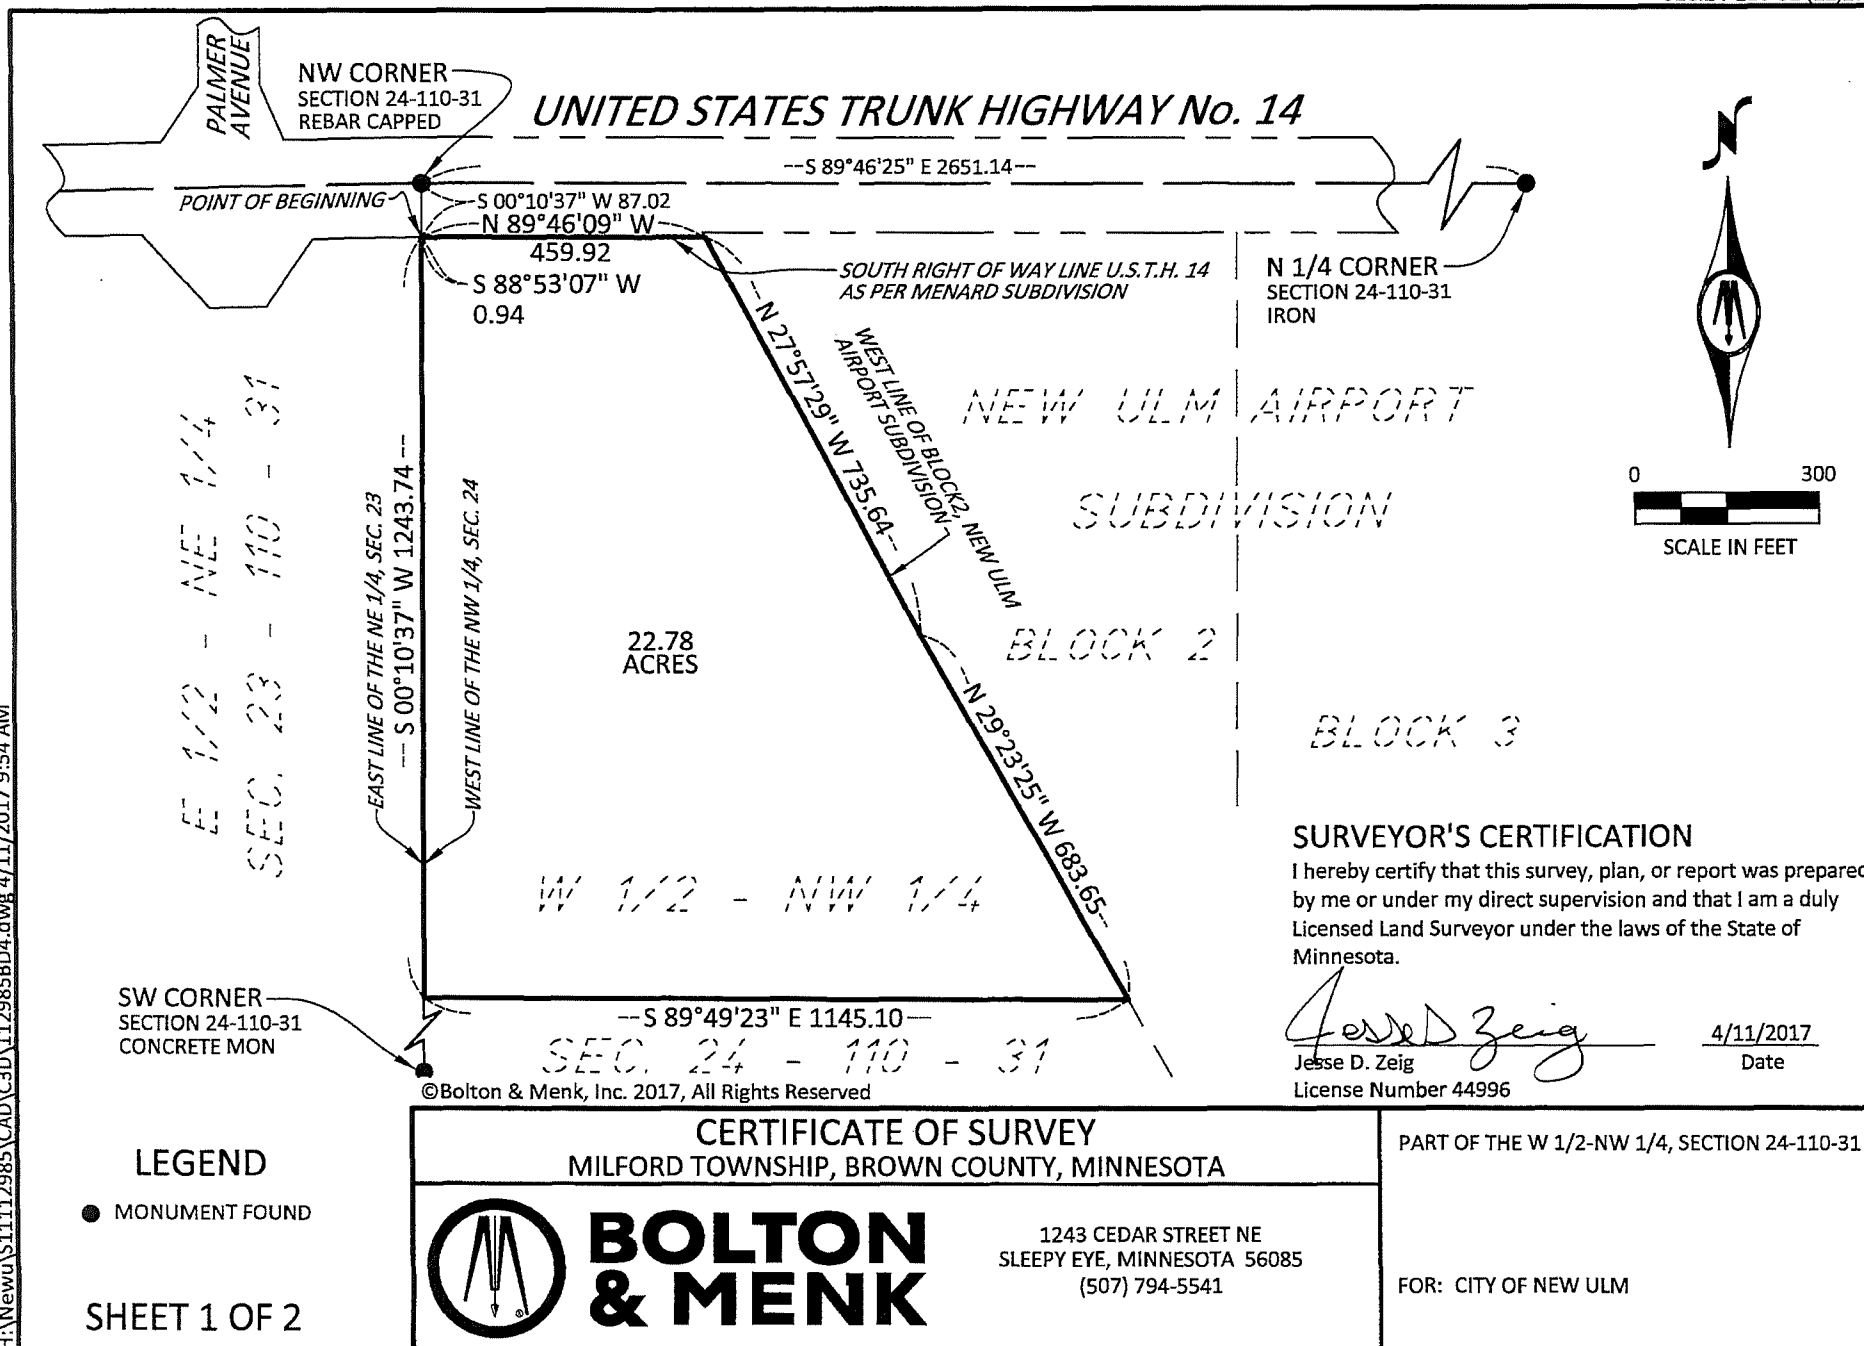 PALMER
AVENUE
NW CORNER
SECTION 24-110-31
REBAR CAPPED
UNITED STATES TRUNK HIGHWAY No. 14
--S 89°46'25" E 2651.14--
POINT OF BEGINNING
S 00°10'37" W 87.02
N 89°46'09" W
459.92
S 88°53'07" W
0.94
SOUTH RIGHT OF WAY LINE U.S.T.H. 14
AS PER MENARD SUBDIVISION
N 1/4 CORNER
SECTION 24-110-31
IRON
N
0 300
SCALE IN FEET
--N 27°57'29" W 735.64--
WEST LINE OF BLOCK2, NEW ULM
AIRPORT SUBDIVISION
NEW ULM AIRPORT
SUBDIVISION
BLOCK 2
BLOCK 3
E 1/2 - NE 1/4
SEC. 23 - 110 - 31
EAST LINE OF THE NE 1/4, SEC. 23
--S 00°10'37" W 1243.74--
WEST LINE OF THE NW 1/4, SEC. 24
22.78
ACRES
--N 29°23'25" W 683.65--
W 1/2 - NW 1/4
SW CORNER
SECTION 24-110-31
CONCRETE MON
--S 89°49'23" E 1145.10--
SEC. 24 - 110 - 31
©Bolton & Menk, Inc. 2017, All Rights Reserved
SURVEYOR'S CERTIFICATION
I hereby certify that this survey, plan, or report was prepared
by me or under my direct supervision and that I am a duly
Licensed Land Surveyor under the laws of the State of
Minnesota.
Jesse D Zeig
4/11/2017
Jesse D. Zeig
Date
License Number 44996
LEGEND
MONUMENT FOUND
SHEET 1 OF 2
CERTIFICATE OF SURVEY
MILFORD TOWNSHIP, BROWN COUNTY, MINNESOTA
BOLTON
& MENK
®
1243 CEDAR STREET NE
SLEEPY EYE, MINNESOTA 56085
(507) 794-5541
PART OF THE W 1/2-NW 1/4, SECTION 24-110-31
FOR: CITY OF NEW ULM